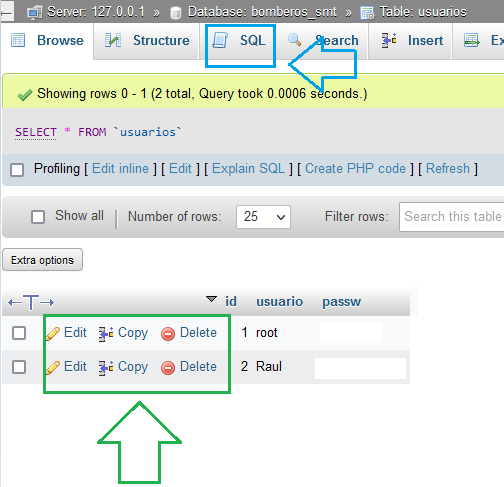 Server: 127.0.0.1 » Database: bomberos_smt » Table: usuarios
Browse Structure SQL Search Insert Ex
Showing rows 0 - 1 (2 total, Query took 0.0006 seconds.)
SELECT * FROM `usuarios`
Profiling [ Edit inline ] [ Edit ] [ Explain SQL ] [ Create PHP code ] [ Refresh ]
Show all Number of rows: 25 Filter rows: Search this table
Extra options
id usuario passw
Edit Copy Delete 1 root
Edit Copy Delete 2 Raul